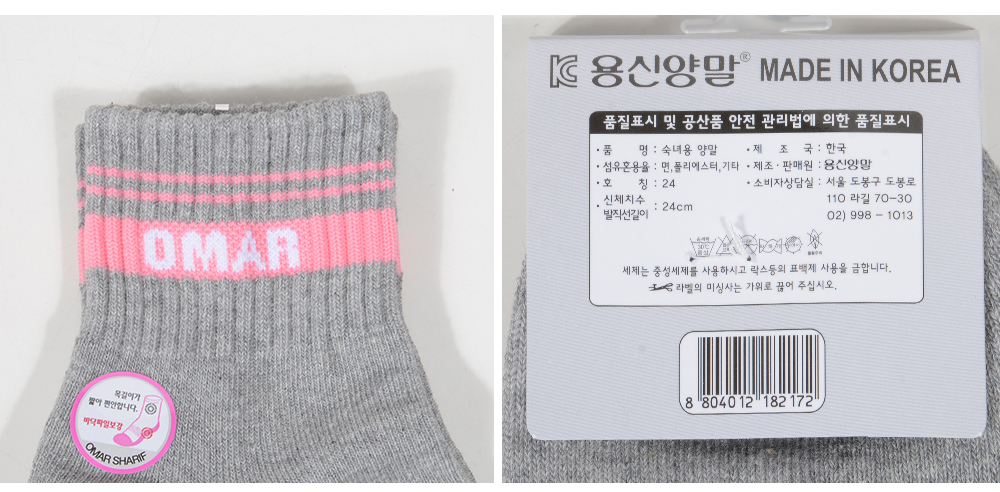 OMAR
목길이가
짧아 편안합니다.
바닥파일보강
OMAR SHARIF
용신양말® MADE IN KOREA
품질표시 및 공산품 안전 관리법에 의한 품질표시
·품 명 : 숙녀용 양말
·섬유혼용율 : 면,폴리에스터,기타
·호 칭 : 24
·신체치수
발직선길이 : 24cm
·제 조 국 : 한국
·제조·판매원 : 용신양말
·소비자상담실 : 서울 도봉구 도봉로
110 라길 70-30
02) 998 - 1013
세제는 중성세제를 사용하시고 락스등의 표백제 사용을 금합니다.
라벨의 미싱사는 가위로 끊어 주십시오.
8 804012 182172